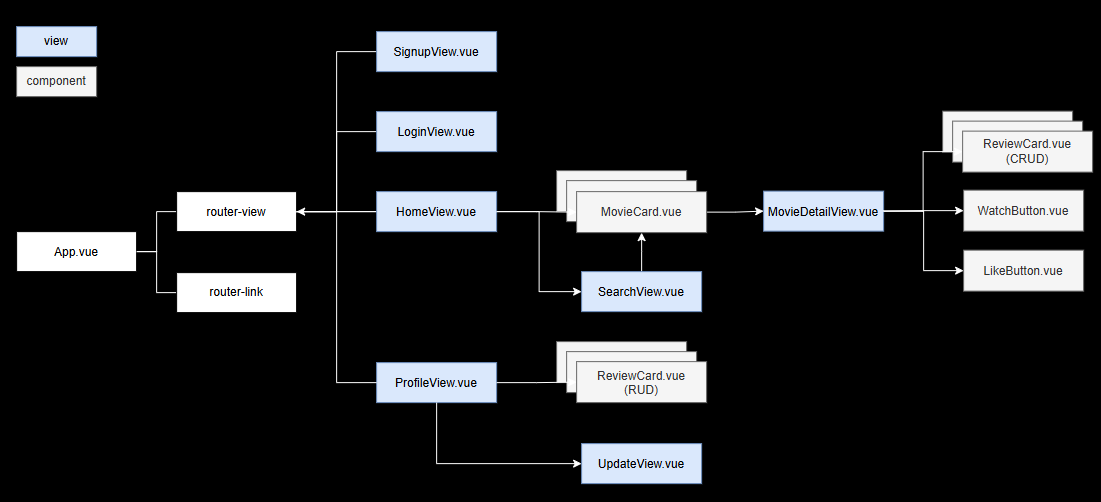 view
component
SignupView.vue
LoginView.vue
router-view
HomeView.vue
MovieCard.vue
MovieDetailView.vue
ReviewCard.vue
(CRUD)
WatchButton.vue
LikeButton.vue
App.vue
router-link
SearchView.vue
ProfileView.vue
ReviewCard.vue
(RUD)
UpdateView.vue